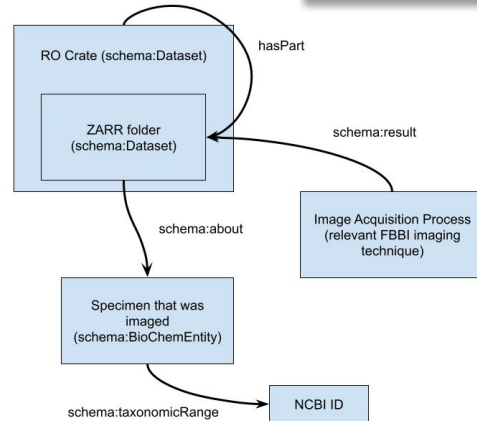 RO Crate (schema:Dataset)
hasPart
ZARR folder
(schema:Dataset)
schema:result
schema:about
Image Acquisition Process
(relevant FBBI imaging
technique)
Specimen that was
imaged
(schema:BioChemEntity)
schema:taxonomicRange
NCBI ID